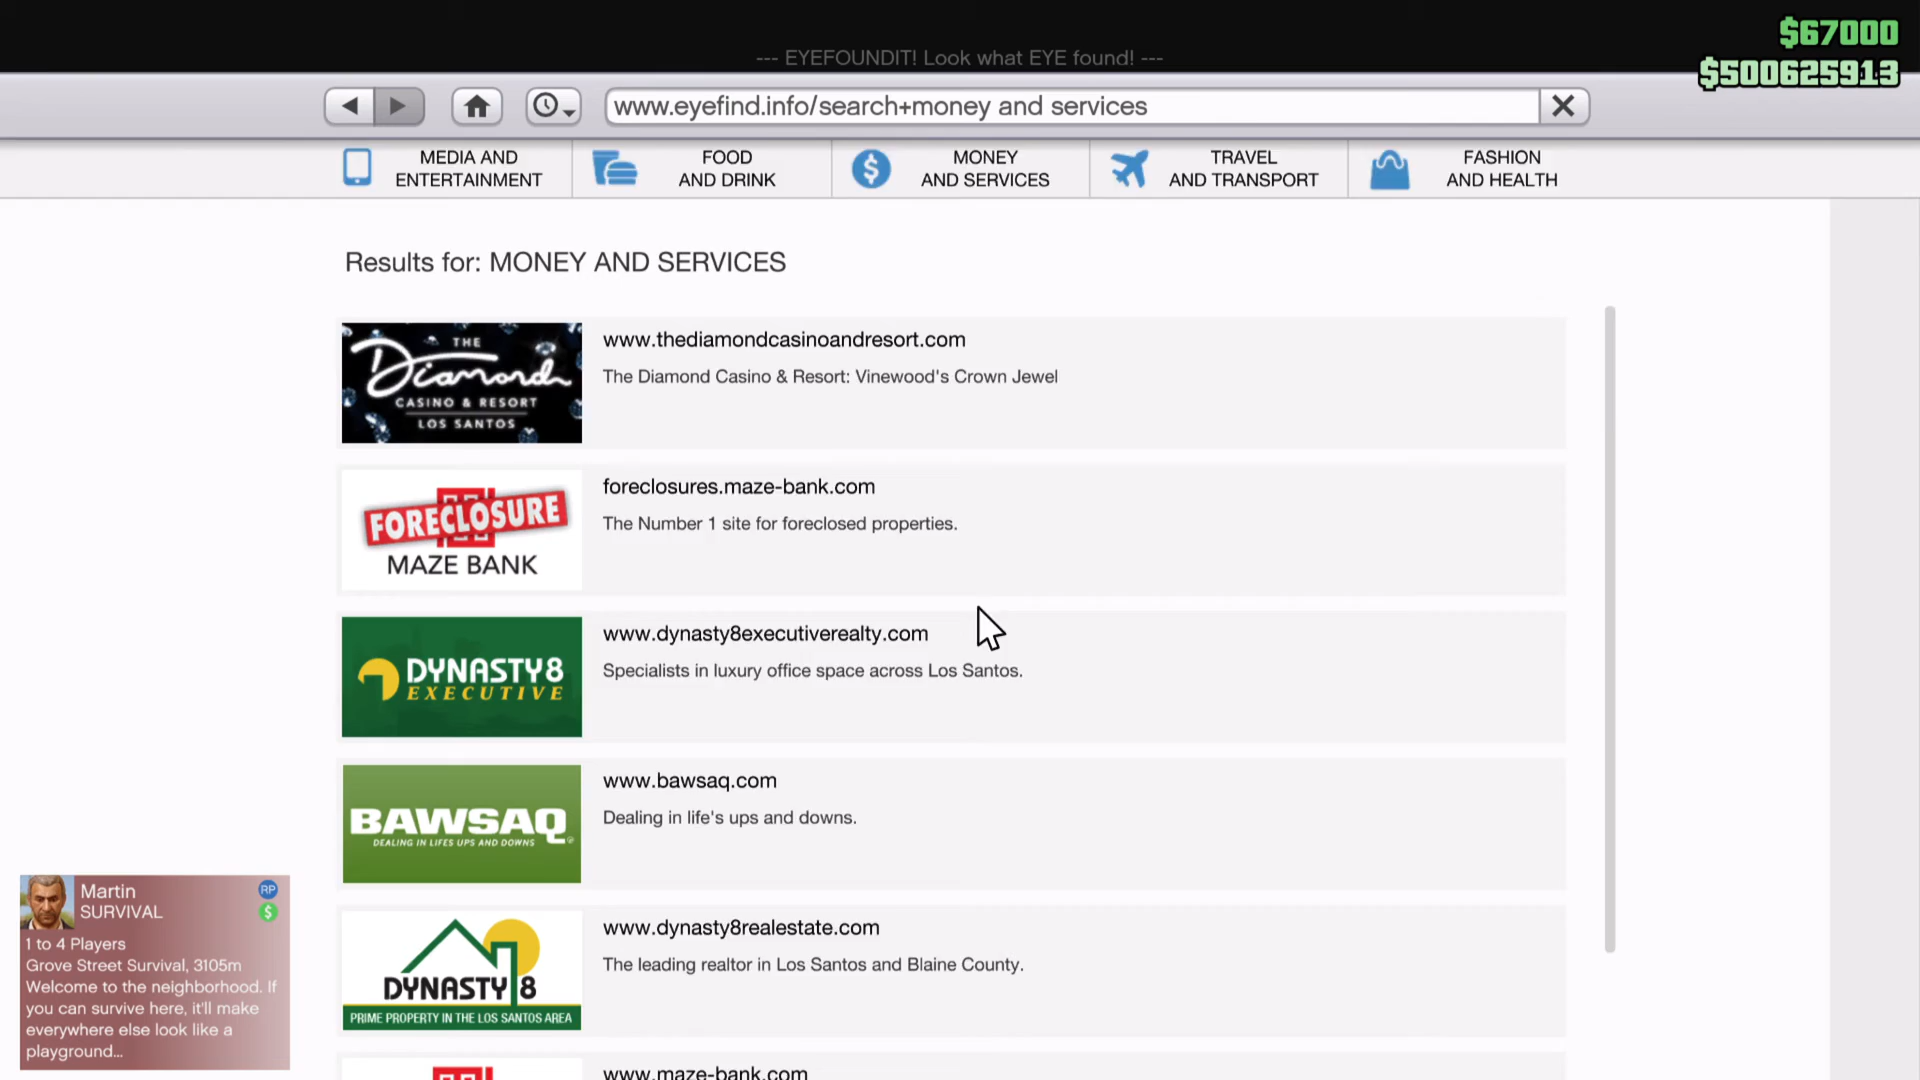 $67000
--- EYEFOUNDIT! Look what EYE found! ---
$500625913
www.eyefind.info/search+money and services
MEDIA AND
ENTERTAINMENT
FOOD
AND DRINK
MONEY
AND SERVICES
TRAVEL
AND TRANSPORT
FASHION
AND HEALTH
Results for: MONEY AND SERVICES
THE
Diamond
CASINO & RESORT
LOS SANTOS
www.thediamondcasinoandresort.com
The Diamond Casino & Resort: Vinewood's Crown Jewel
FORECLOSURE
MAZE BANK
foreclosures.maze-bank.com
The Number 1 site for foreclosed properties.
DYNASTY8
EXECUTIVE
www.dynasty8executiverealty.com
Specialists in luxury office space across Los Santos.
BAWSAQ
DEALING IN LIFES UPS AND DOWNS
www.bawsaq.com
Dealing in life's ups and downs.
DYNASTY 8
PRIME PROPERTY IN THE LOS SANTOS AREA
www.dynasty8realestate.com
The leading realtor in Los Santos and Blaine County.
www.maze-bank.com
Martin
SURVIVAL
RP
$
1 to 4 Players
Grove Street Survival, 3105m
Welcome to the neighborhood. If
you can survive here, it'll make
everywhere else look like a
playground...